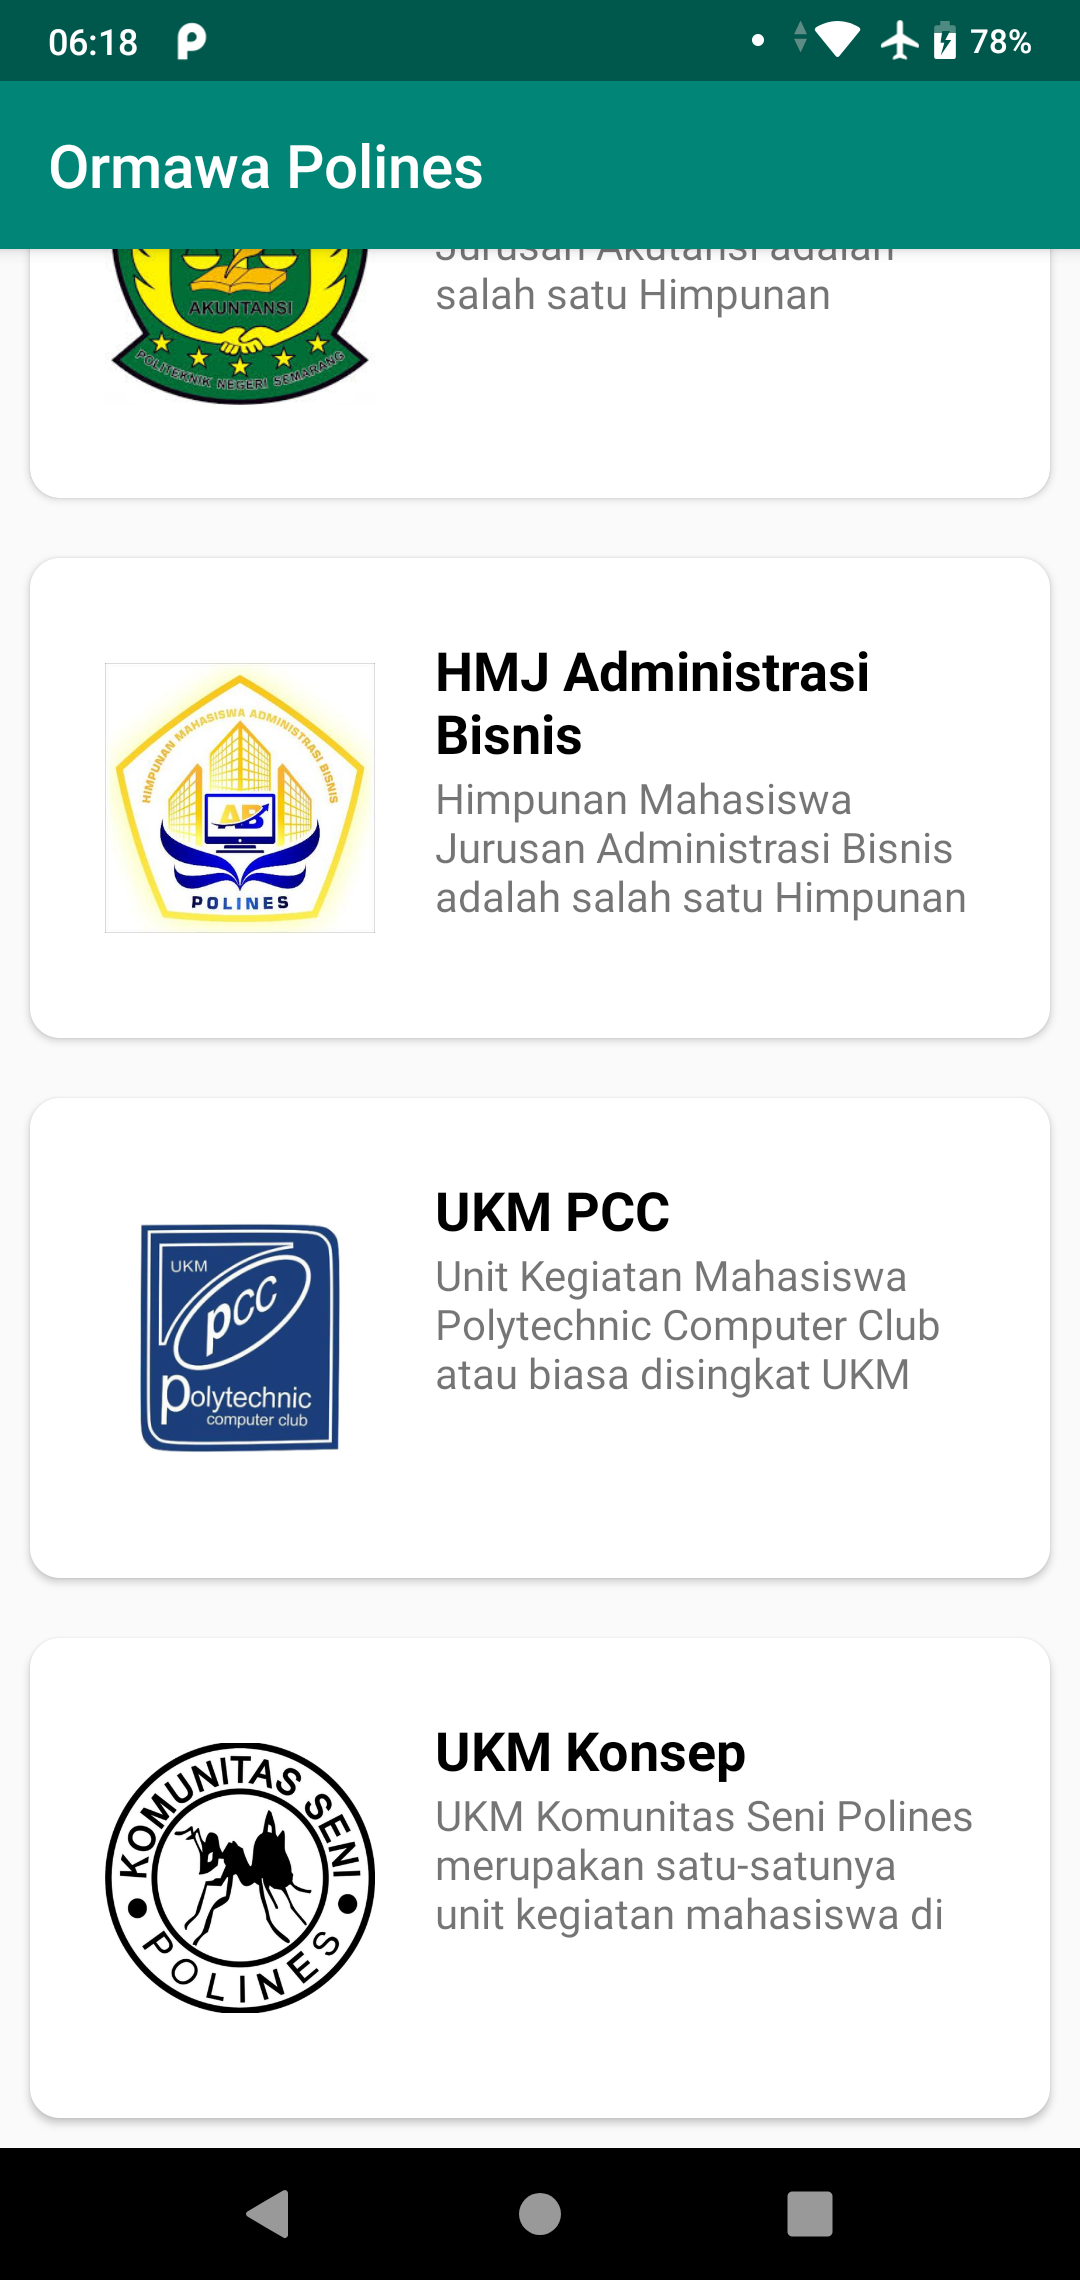 06:18
78%
Ormawa Polines
Jurusan Akutansi adalah
salah satu Himpunan
AKUNTANSI
POLITEKNIK NEGERI SEMARANG
HMJ Administrasi
Bisnis
Himpunan Mahasiswa
Jurusan Administrasi Bisnis
adalah salah satu Himpunan
HIMPUNAN MAHASISWA ADMINISTRASI BISNIS
AB
POLINES
UKM PCC
Unit Kegiatan Mahasiswa
Polytechnic Computer Club
atau biasa disingkat UKM
UKM
pcc
polytechnic
computer club
UKM Konsep
UKM Komunitas Seni Polines
merupakan satu-satunya
unit kegiatan mahasiswa di
KOMUNITAS SENI
POLINES